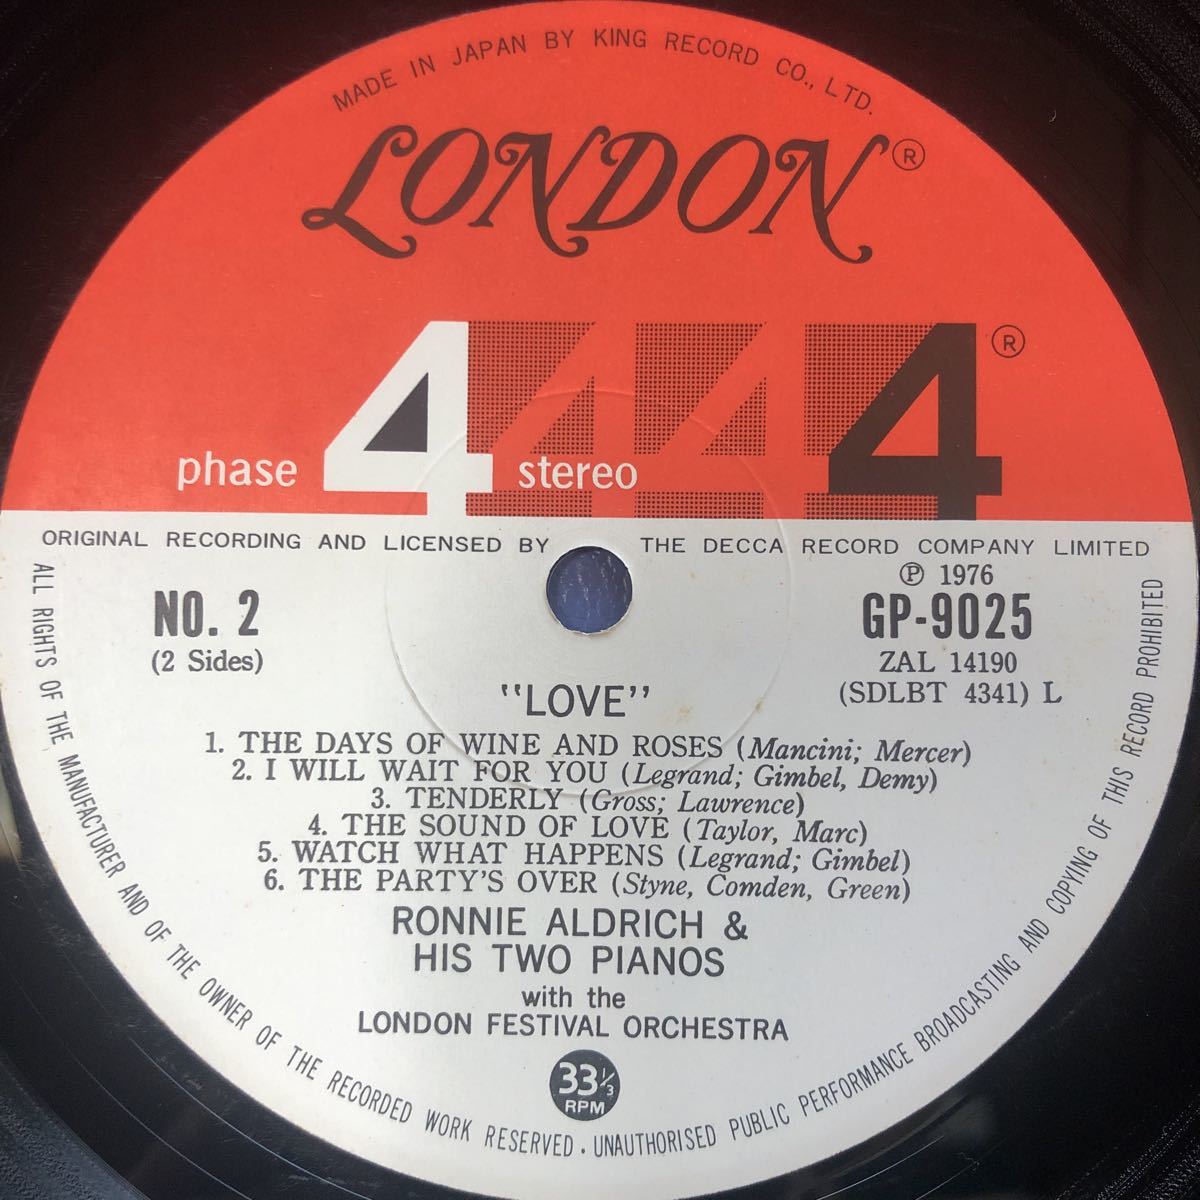 MADE IN JAPAN BY KING RECORD CO., LTD.
LONDON®
phase 4 stereo 4 4 4 ®
ORIGINAL RECORDING AND LICENSED BY THE DECCA RECORD COMPANY LIMITED
℗ 1976
NO. 2
GP-9025
(2 Sides)
ZAL 14190
(SDLBT 4341) L
"LOVE"
1. THE DAYS OF WINE AND ROSES (Mancini; Mercer)
2. I WILL WAIT FOR YOU (Legrand; Gimbel, Demy)
3. TENDERLY (Gross; Lawrence)
4. THE SOUND OF LOVE (Taylor, Marc)
5. WATCH WHAT HAPPENS (Legrand; Gimbel)
6. THE PARTY'S OVER (Styne, Comden, Green)
RONNIE ALDRICH &
HIS TWO PIANOS
with the
LONDON FESTIVAL ORCHESTRA
33 1/3
RPM
ALL RIGHTS OF THE MANUFACTURER AND OF THE OWNER OF THE RECORDED WORK RESERVED · UNAUTHORISED PUBLIC PERFORMANCE BROADCASTING AND COPYING OF THIS RECORD PROHIBITED